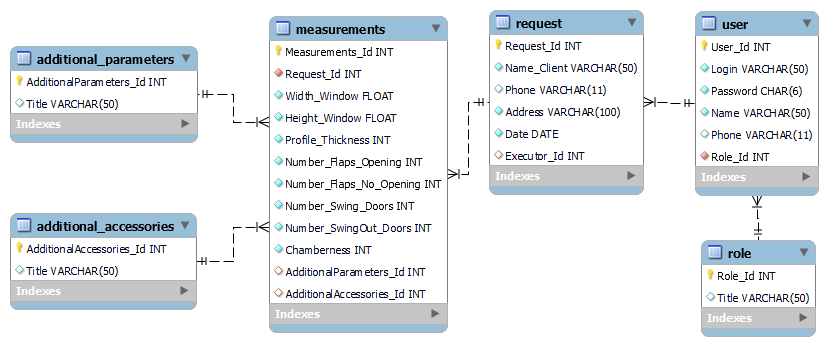 additional_parameters
AdditionalParameters_Id INT
Title VARCHAR(50)
Indexes
additional_accessories
AdditionalAccessories_Id INT
Title VARCHAR(50)
Indexes
measurements
Measurements_Id INT
Request_Id INT
Width_Window FLOAT
Height_Window FLOAT
Profile_Thickness INT
Number_Flaps_Opening INT
Number_Flaps_No_Opening INT
Number_Swing_Doors INT
Number_SwingOut_Doors INT
Chamberness INT
AdditionalParameters_Id INT
AdditionalAccessories_Id INT
Indexes
request
Request_Id INT
Name_Client VARCHAR(50)
Phone VARCHAR(11)
Address VARCHAR(100)
Date DATE
Executor_Id INT
Indexes
user
User_Id INT
Login VARCHAR(50)
Password CHAR(6)
Name VARCHAR(50)
Phone VARCHAR(11)
Role_Id INT
Indexes
role
Role_Id INT
Title VARCHAR(50)
Indexes